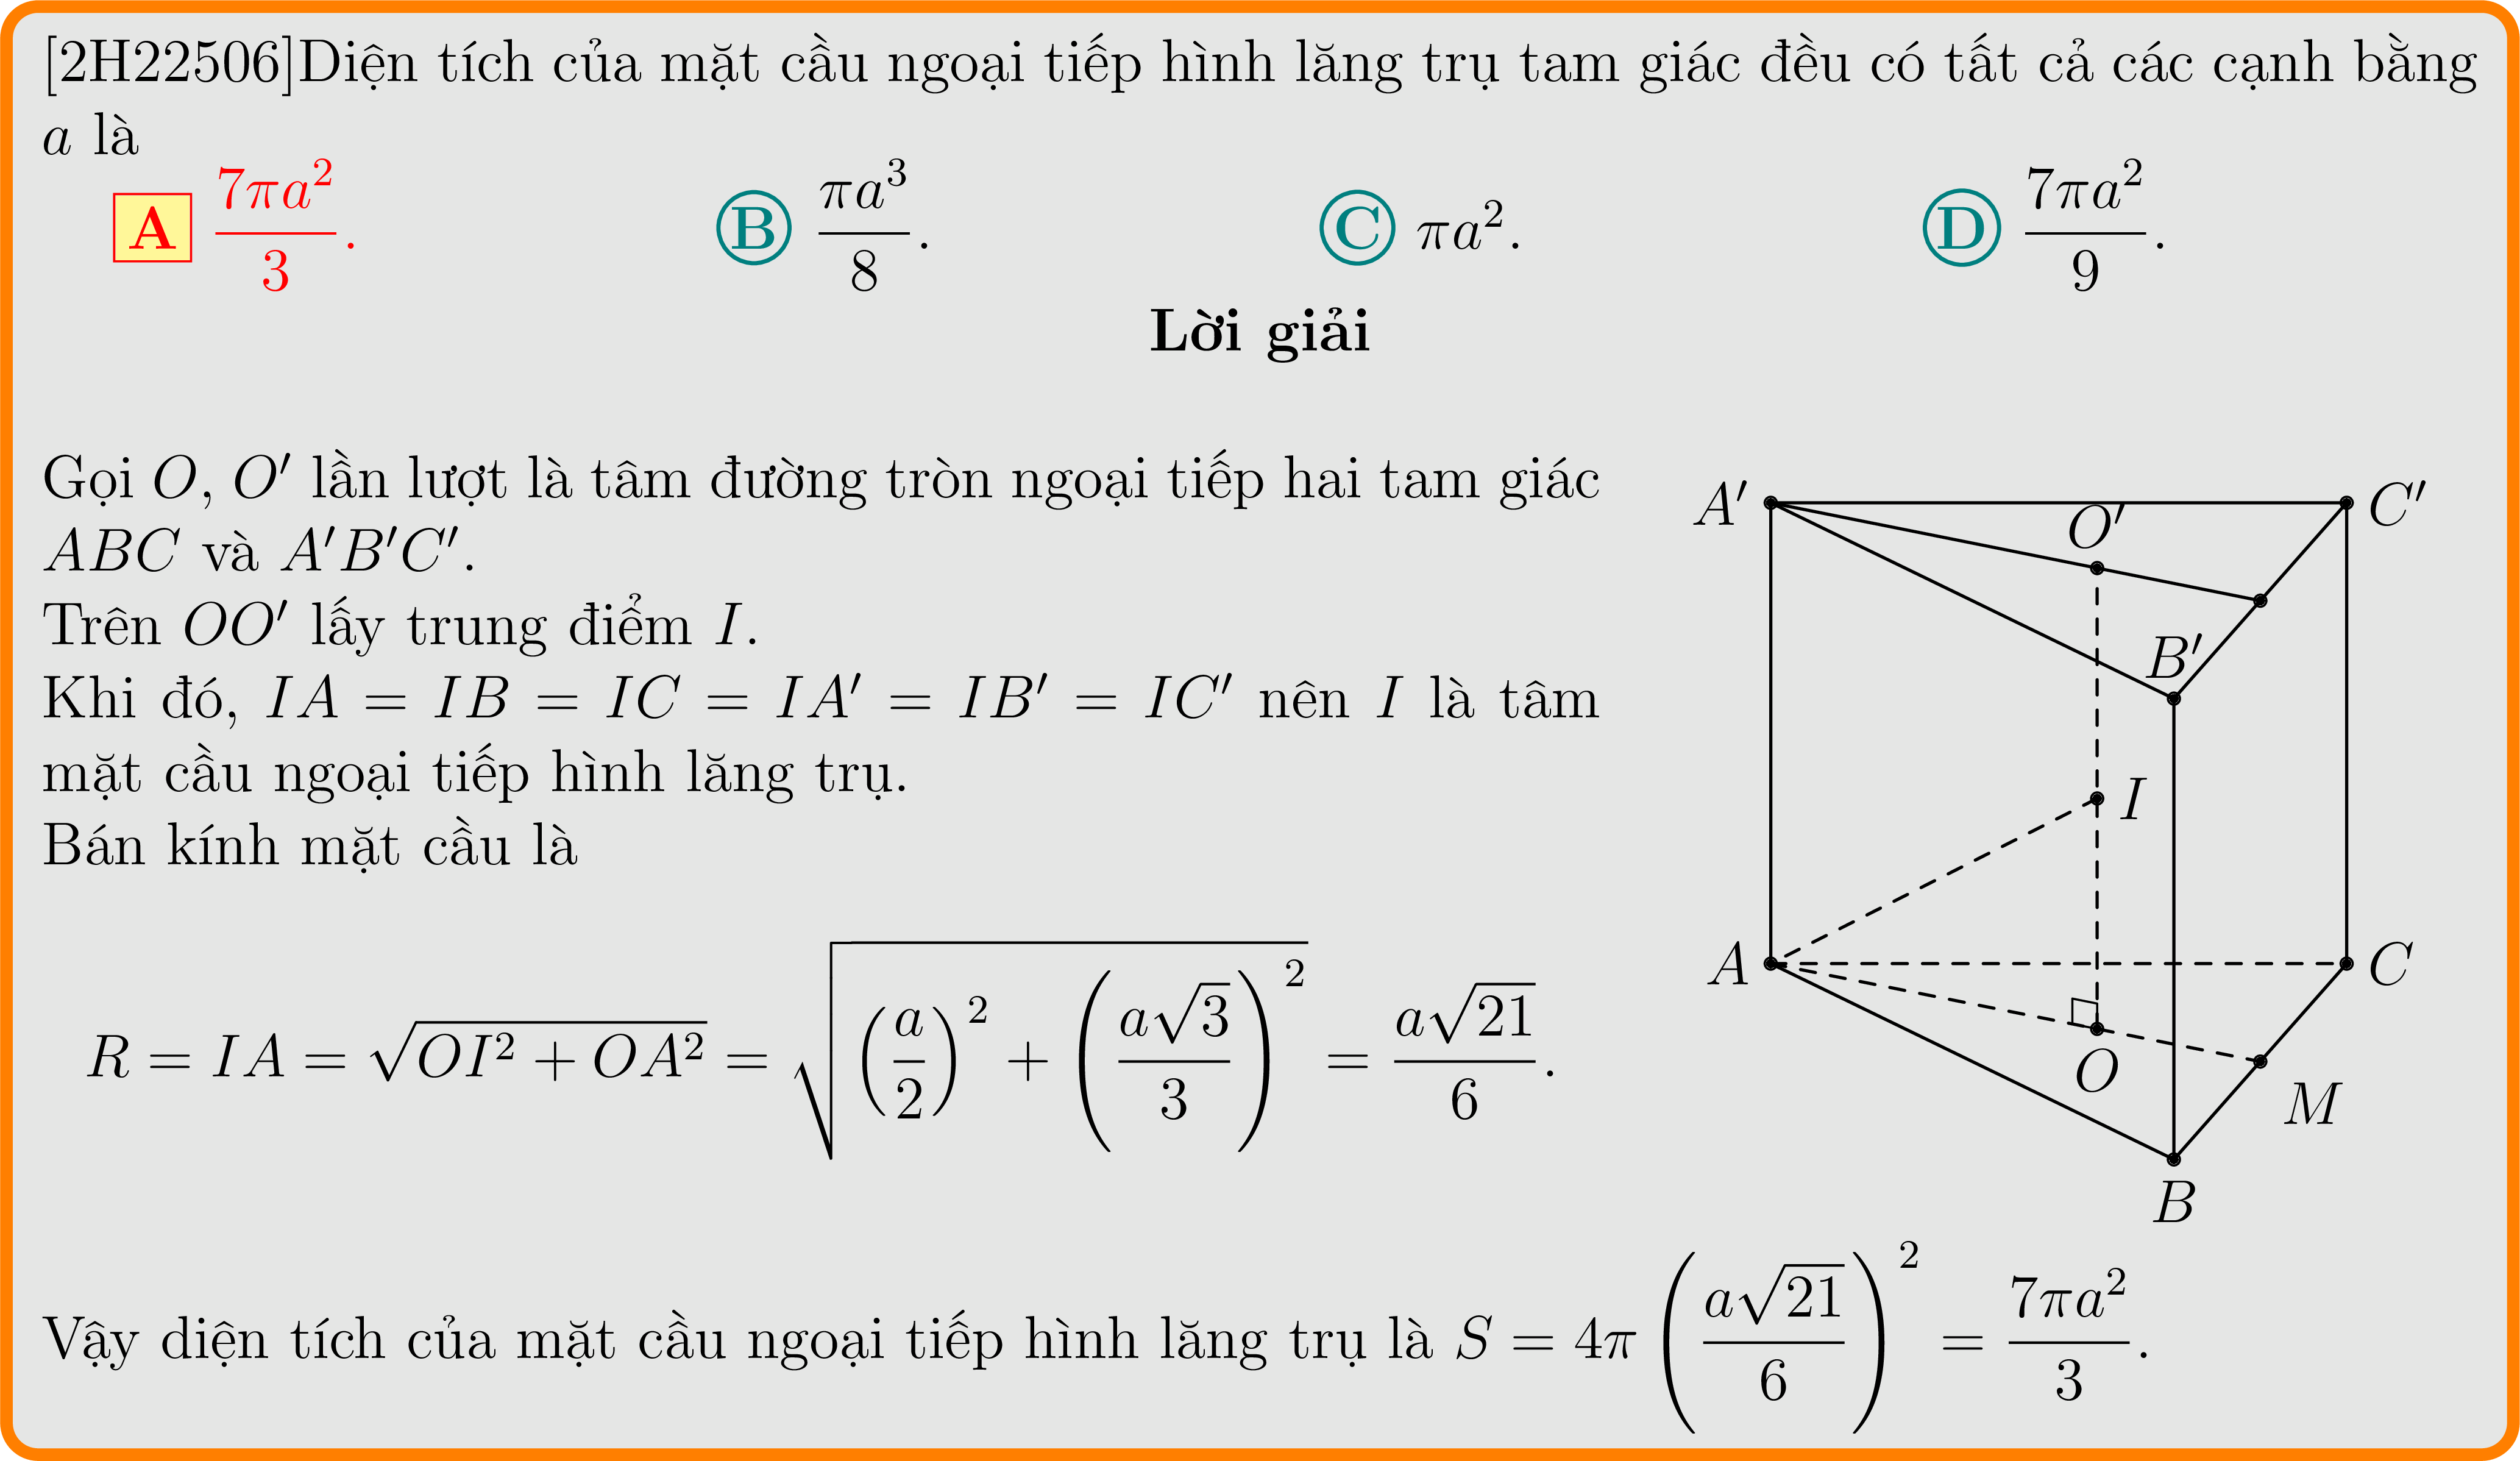 [2H22506]Diện tích của mặt cầu ngoại tiếp hình lăng trụ tam giác đều có tất cả các cạnh bằng
a là
A \frac{7\pi a^2}{3}. B \frac{\pi a^3}{8}. C \pi a^2. D \frac{7\pi a^2}{9}.
Lời giải
Gọi O, O′ lần lượt là tâm đường tròn ngoại tiếp hai tam giác
ABC và A′B′C′.
Trên OO′ lấy trung điểm I.
Khi đó, IA = IB = IC = IA′ = IB′ = IC′ nên I là tâm
mặt cầu ngoại tiếp hình lăng trụ.
Bán kính mặt cầu là
R = IA = \sqrt{OI^2 + OA^2} = \sqrt{\left(\frac{a}{2}\right)^2 + \left(\frac{a\sqrt{3}}{3}\right)^2} = \frac{a\sqrt{21}}{6}.
A′
C′
O′
B′
I
A
C
O
M
B
Vậy diện tích của mặt cầu ngoại tiếp hình lăng trụ là S = 4\pi \left(\frac{a\sqrt{21}}{6}\right)^2 = \frac{7\pi a^2}{3}.